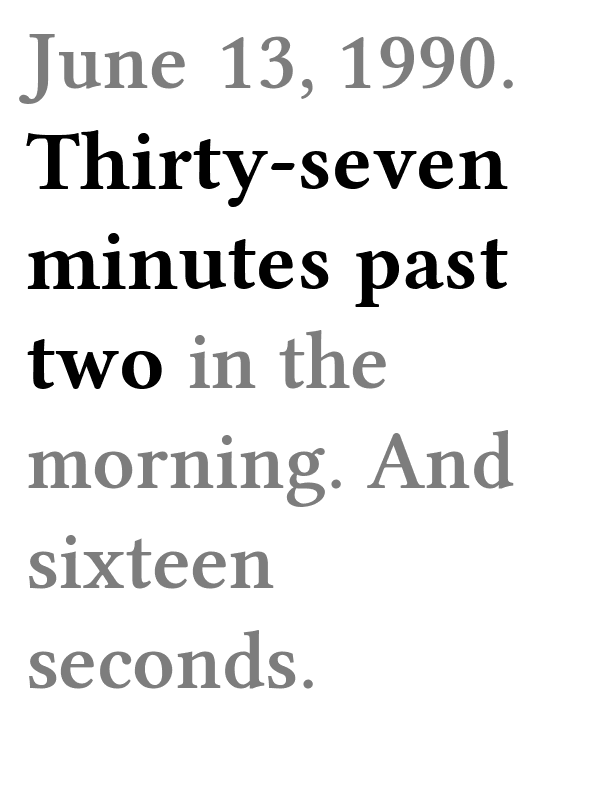 June 13, 1990.
Thirty-seven
minutes past
two in the
morning. And
sixteen
seconds.